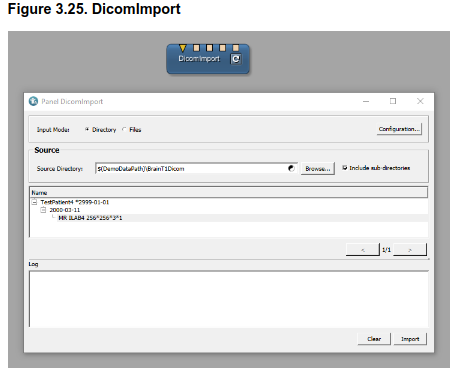 Figure 3.25. DicomImport
DicomImport
Panel DicomImport
Input Mode: Directory Files Configuration...
Source
Source Directory: $(DemoDataPath)\BrainT1Dicom Browse... Include sub-directories
Name
TestPatient4 *2999-01-01
2000-03-11
MR ILAB4 256*256*3*1
< 1/1 >
Log
Clear Import